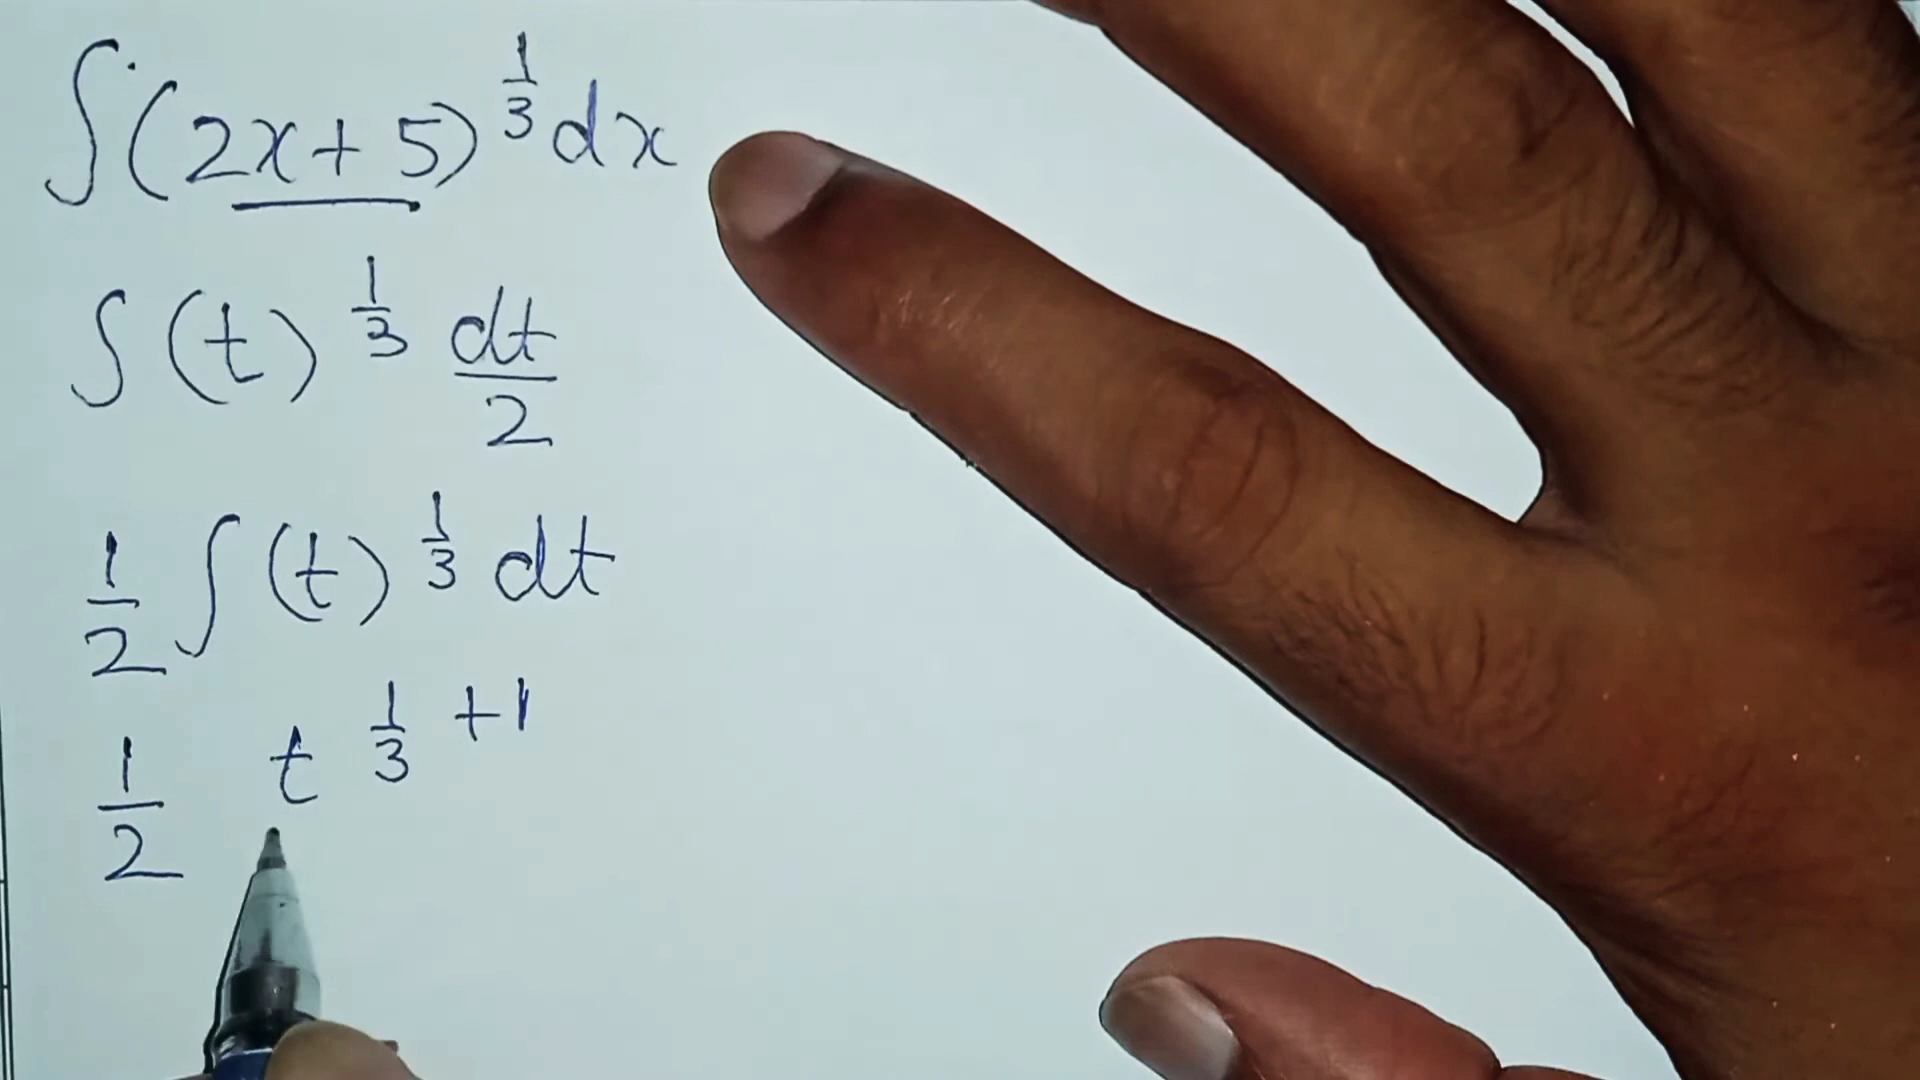 ∫(2x+5)^{1/3} dx
∫(t)^{1/3} dt/2
1/2 ∫(t)^{1/3} dt
1/2 t^{1/3 +1}